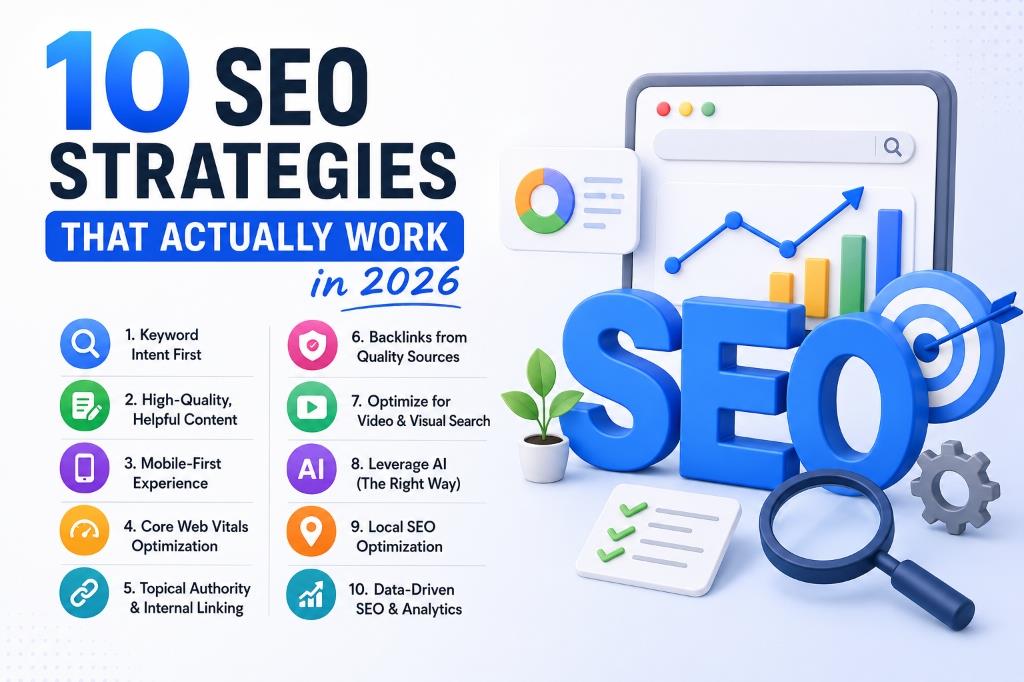 10 SEO
STRATEGIES
THAT ACTUALLY WORK
in 2026
1. Keyword
Intent First
2. High-Quality,
Helpful Content
3. Mobile-First
Experience
4. Core Web Vitals
Optimization
5. Topical Authority
& Internal Linking
6. Backlinks from
Quality Sources
7. Optimize for
Video & Visual Search
AI
8. Leverage AI
(The Right Way)
9. Local SEO
Optimization
10. Data-Driven
SEO & Analytics
SEO